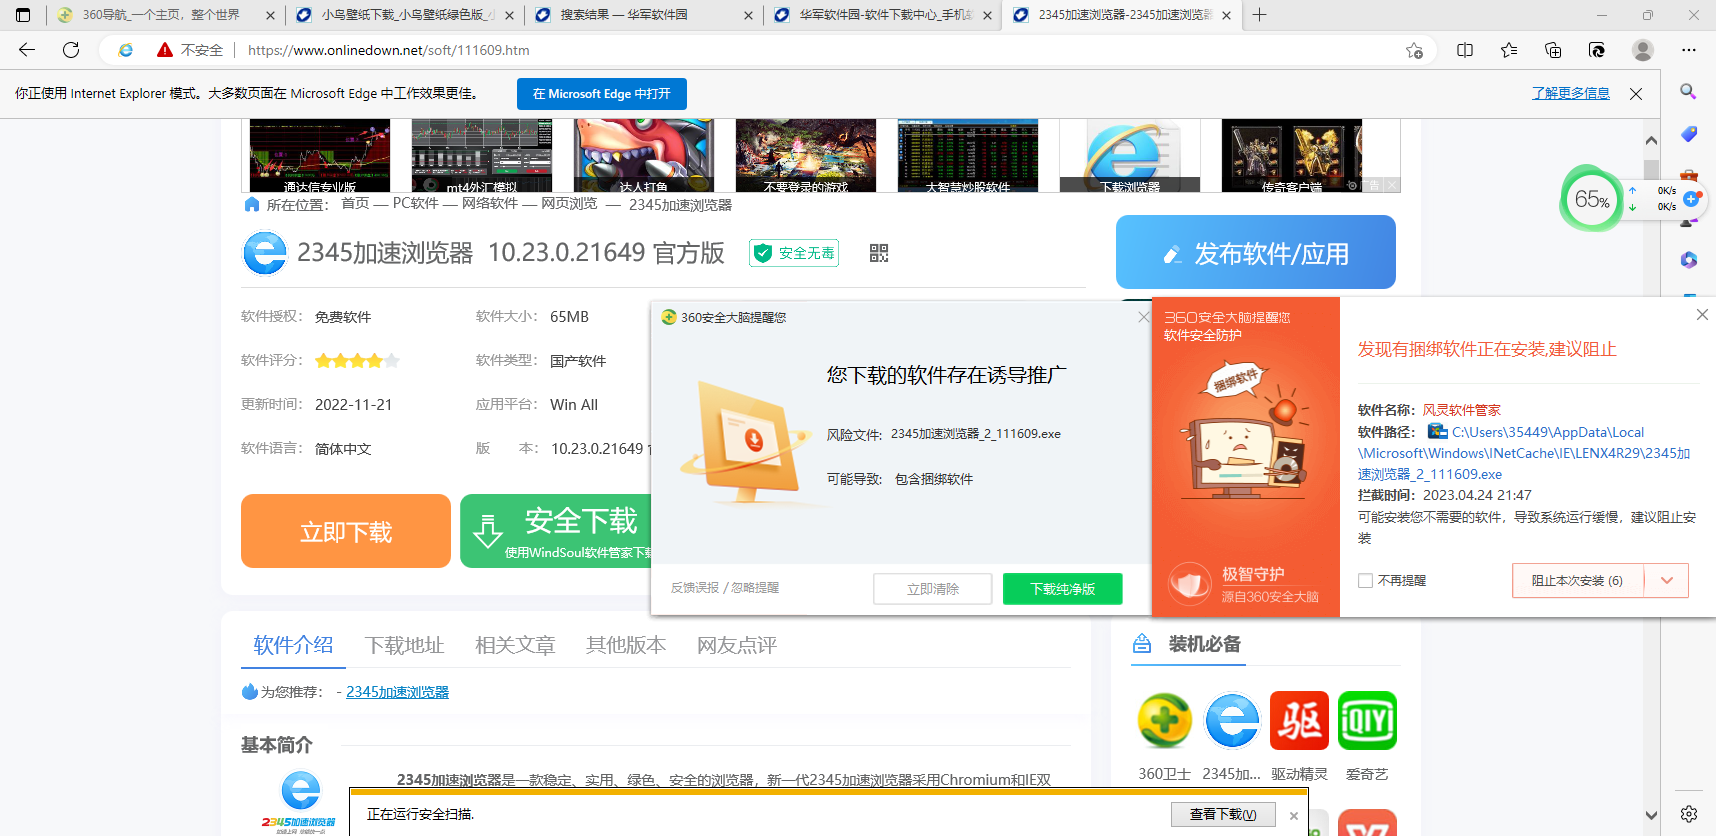 360导航_一个主页，整个世界
小鸟壁纸下载_小鸟壁纸绿色版_
搜索结果 — 华军软件园
华军软件园-软件下载中心_手机软
2345加速浏览器-2345加速浏览器
不安全
https://www.onlinedown.net/soft/111609.htm
你正使用 Internet Explorer 模式。大多数页面在 Microsoft Edge 中工作效果更佳。
在 Microsoft Edge 中打开
了解更多信息
通达信专业版
mt4外汇模拟
达人打鱼
不要登录的游戏
大智慧炒股软件
下载浏览器
传奇客户端
广告
所在位置： 首页 — PC软件 — 网络软件 — 网页浏览 — 2345加速浏览器
65%
0K/s
0K/s
2345加速浏览器 10.23.0.21649 官方版
安全无毒
发布软件/应用
软件授权： 免费软件
软件大小： 65MB
软件评分：
软件类型： 国产软件
更新时间： 2022-11-21
应用平台： Win All
软件语言： 简体中文
版 本： 10.23.0.21649
立即下载
安全下载
使用WindSoul软件管家下载
360安全大脑提醒您
您下载的软件存在诱导推广
风险文件: 2345加速浏览器_2_111609.exe
可能导致: 包含捆绑软件
反馈误报 / 忽略提醒
立即清除
下载纯净版
360安全大脑提醒您
软件安全防护
捆绑软件
极智守护
源自360安全大脑
发现有捆绑软件正在安装,建议阻止
软件名称：风灵软件管家
软件路径： C:\Users\35449\AppData\Local
\Microsoft\Windows\INetCache\IE\LENX4R29\2345加
速浏览器_2_111609.exe
拦截时间：2023.04.24 21:47
可能安装您不需要的软件，导致系统运行缓慢，建议阻止安
装
不再提醒
阻止本次安装 (6)
软件介绍
下载地址
相关文章
其他版本
网友点评
为您推荐： - 2345加速浏览器
基本简介
2345加速浏览器是一款稳定、实用、绿色、安全的浏览器，新一代2345加速浏览器采用Chromium和IE双
2345加速浏览器
装机必备
驱
iQIYI
360卫士
2345加...
驱动精灵
爱奇艺
正在运行安全扫描.
查看下载(V)